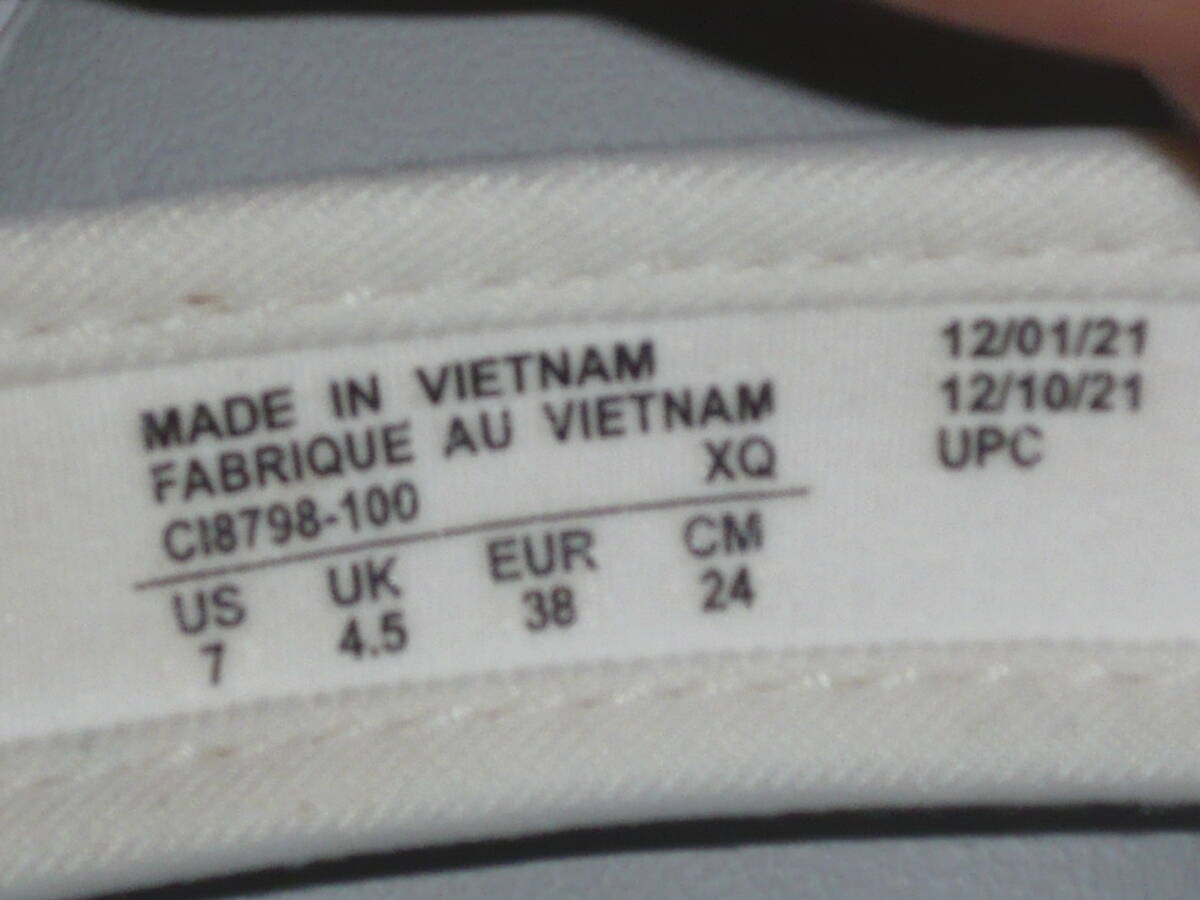 MADE IN VIETNAM
FABRIQUE AU VIETNAM
CI8798-100 XQ
US UK EUR CM
7 4.5 38 24
12/01/21
12/10/21
UPC